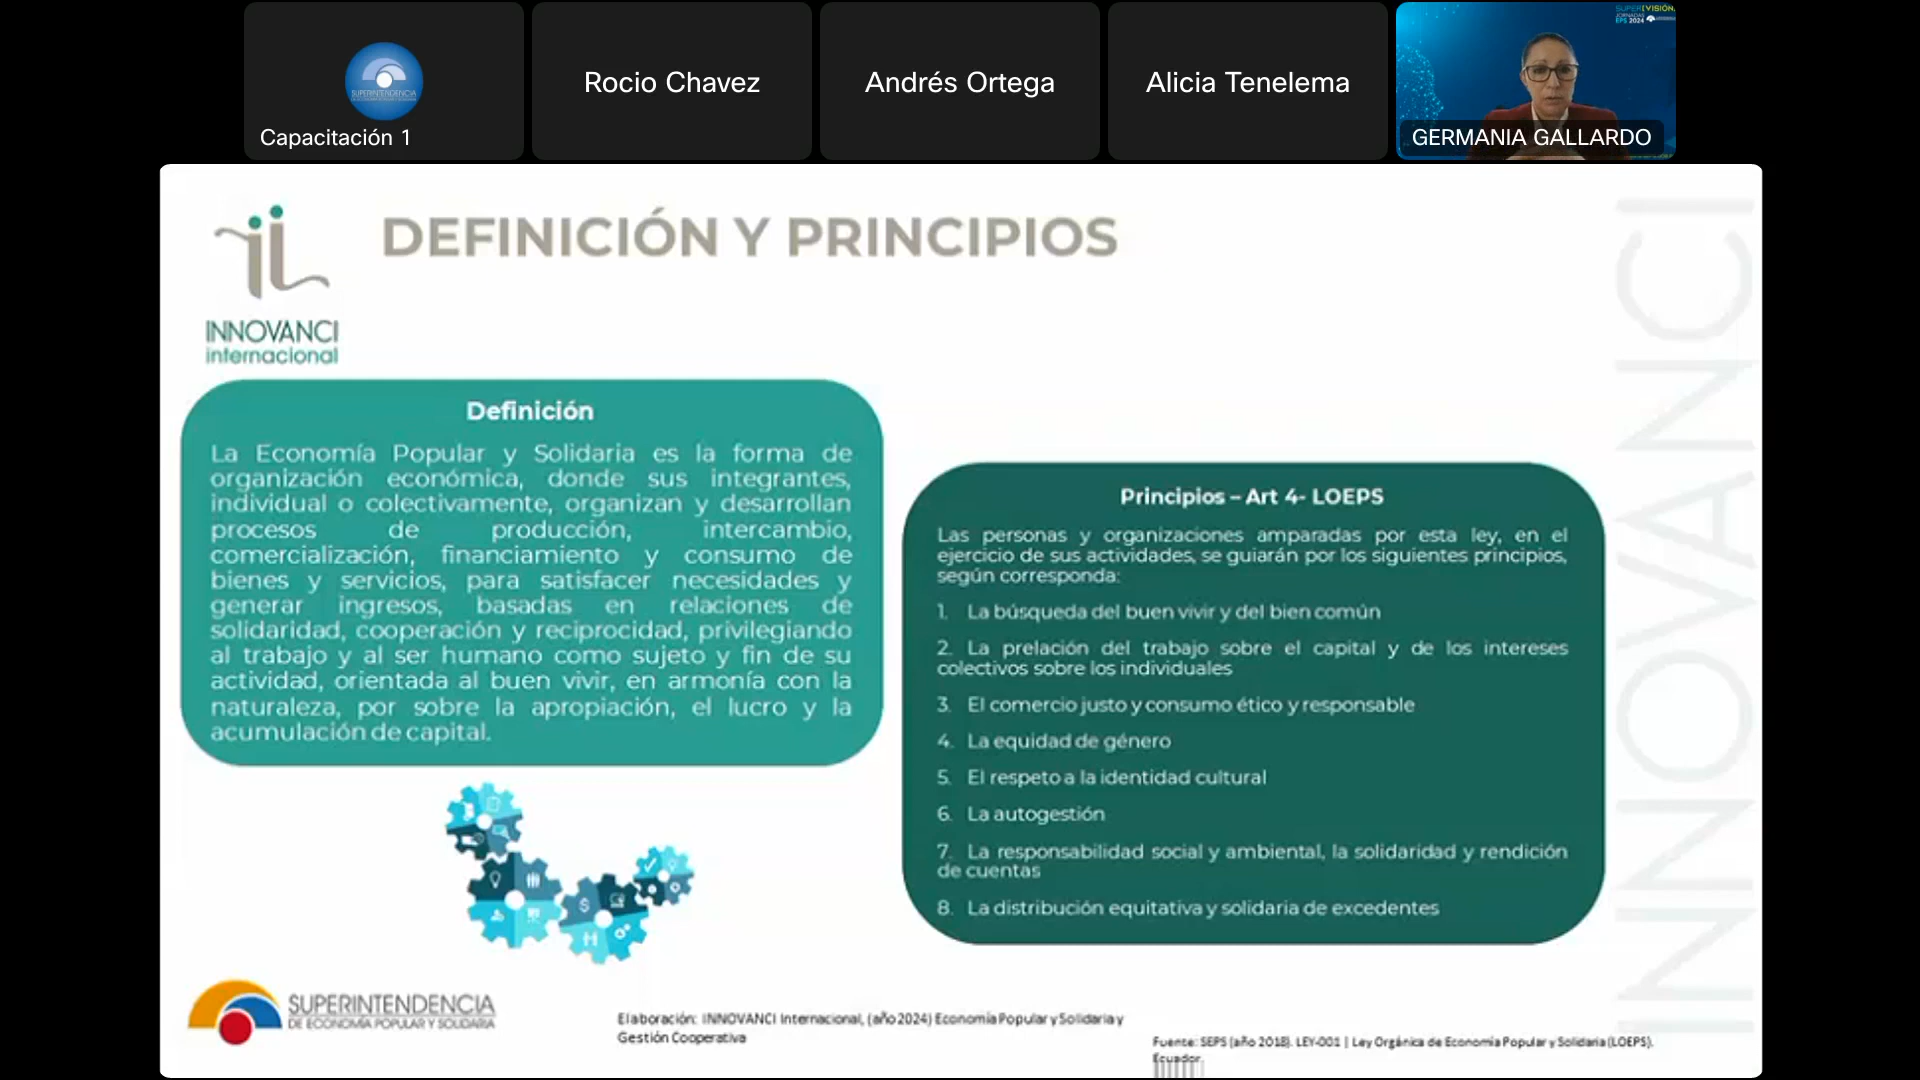 SUPERINTENDENCIA
Capacitación 1
Rocio Chavez
Andrés Ortega
Alicia Tenelema
SUPER[VISIÓN
JORNADAS
EPS 2024
GERMANIA GALLARDO
DEFINICIÓN Y PRINCIPIOS
INNOVANCI
internacional
Definición
La Economía Popular y Solidaria es la forma de
organización económica, donde sus integrantes,
individual o colectivamente, organizan y desarrollan
procesos de producción, intercambio,
comercialización, financiamiento y consumo de
bienes y servicios, para satisfacer necesidades y
generar ingresos, basadas en relaciones de
solidaridad, cooperación y reciprocidad, privilegiando
al trabajo y al ser humano como sujeto y fin de su
actividad, orientada al buen vivir, en armonía con la
naturaleza, por sobre la apropiación, el lucro y la
acumulación de capital.
Principios – Art 4- LOEPS
Las personas y organizaciones amparadas por esta ley, en el
ejercicio de sus actividades, se guiarán por los siguientes principios,
según corresponda:
1. La búsqueda del buen vivir y del bien común
2. La prelación del trabajo sobre el capital y de los intereses
colectivos sobre los individuales
3. El comercio justo y consumo ético y responsable
4. La equidad de género
5. El respeto a la identidad cultural
6. La autogestión
7. La responsabilidad social y ambiental, la solidaridad y rendición
de cuentas
8. La distribución equitativa y solidaria de excedentes
INNOVANCI
SUPERINTENDENCIA
DE ECONOMÍA POPULAR Y SOLIDARIA
Elaboración: INNOVANCI Internacional, (año 2024) Economía Popular y Solidaria y
Gestión Cooperativa
Fuente: SEPS (año 2018). LEY-001 | Ley Orgánica de Economía Popular y Solidaria (LOEPS).
Ecuador.